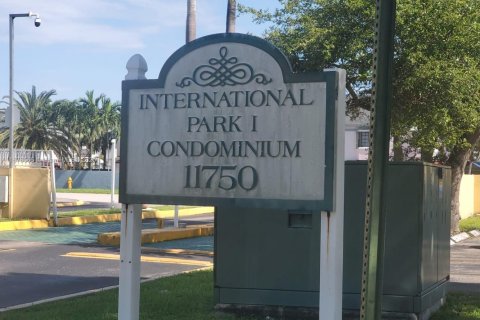 INTERNATIONAL
PARK I
CONDOMINIUM
11750